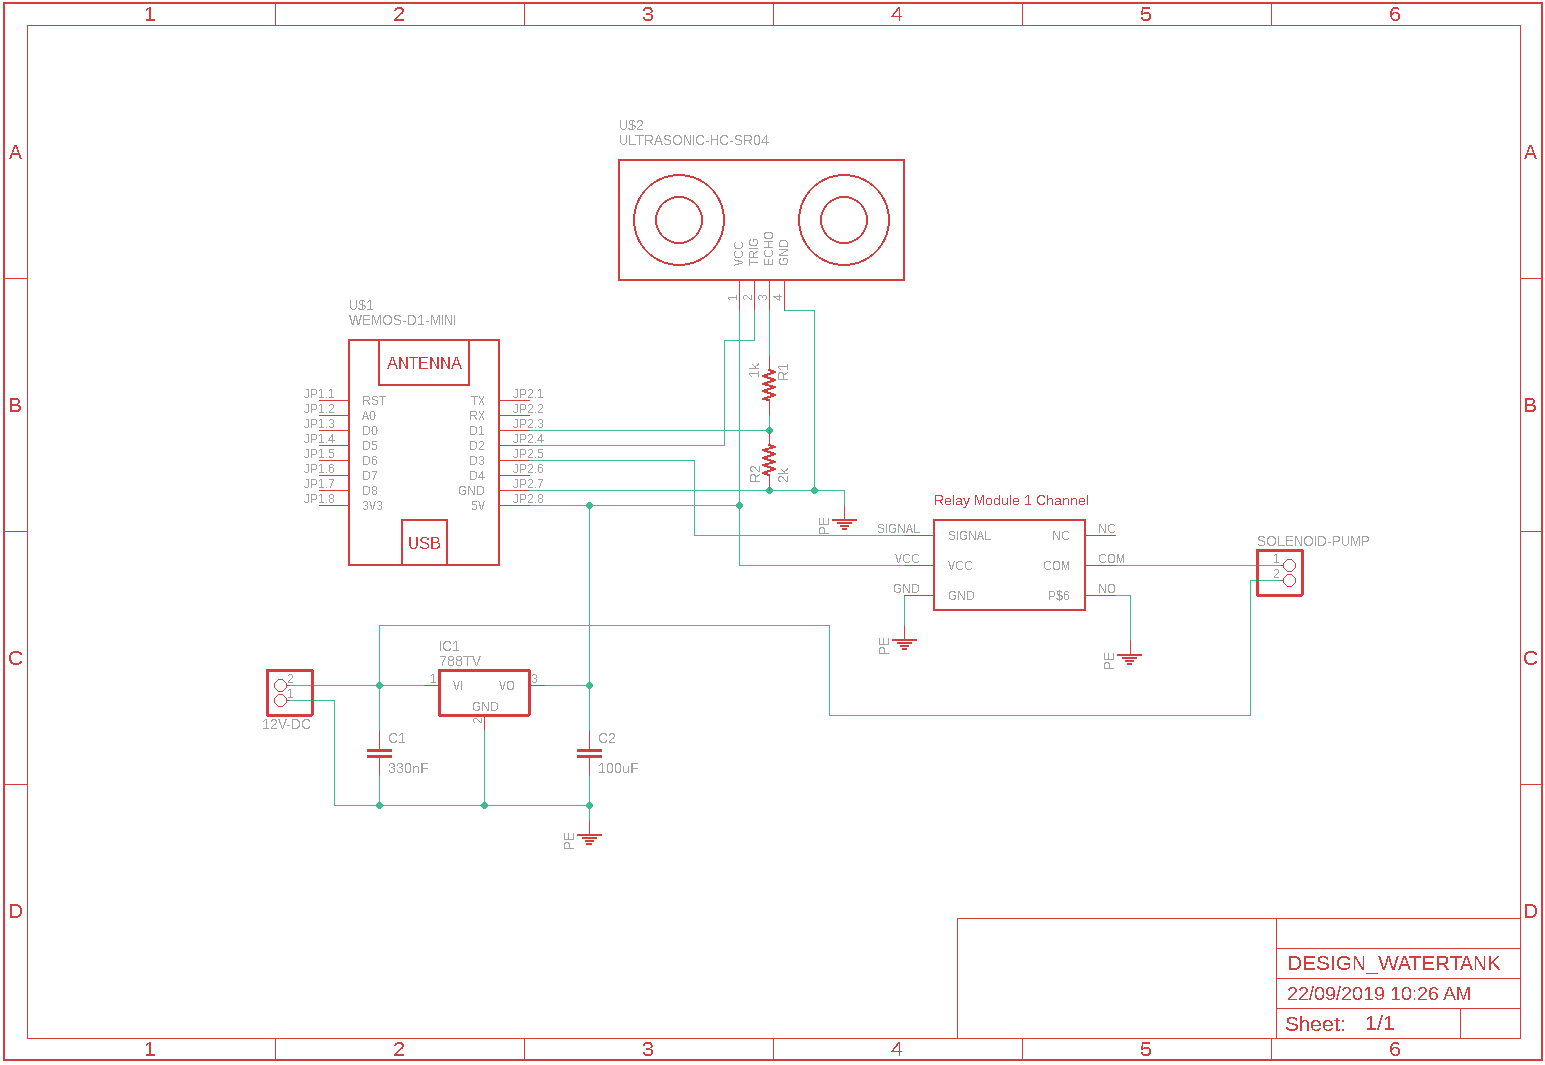 1 2 3 4 5 6
A A
U$2
ULTRASONIC-HC-SR04
VCC TRIG ECHO GND
1 2 3 4
U$1
WEMOS-D1-MINI
ANTENNA
1k R1
B B
JP1.1 RST TX JP2.1
JP1.2 A0 RX JP2.2
JP1.3 D0 D1 JP2.3
JP1.4 D5 D2 JP2.4
JP1.5 D6 D3 JP2.5
JP1.6 D7 D4 JP2.6
JP1.7 D8 GND JP2.7
JP1.8 3V3 5V JP2.8
R2 2k
USB
PE
Relay Module 1 Channel
SIGNAL SIGNAL NC NC
VCC VCC COM COM
GND GND P$6 NO
SOLENOID-PUMP
1
2
PE
PE
C C
IC1
788TV
1 VI VO 3
GND
2
2
1
12V-DC
C1
330nF
C2
100uF
PE
D D
DESIGN_WATERTANK
22/09/2019 10:26 AM
Sheet: 1/1
1 2 3 4 5 6